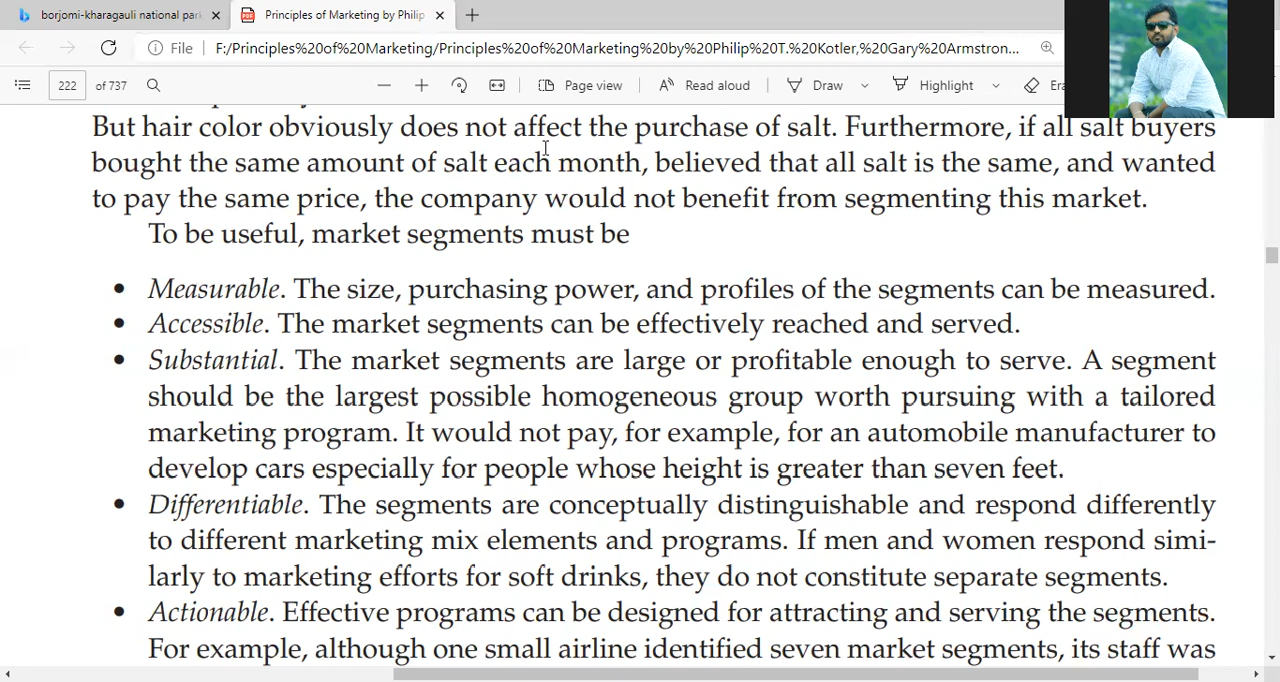 borjomi-kharagauli national par
Principles of Marketing by Philip
File
F:/Principles%20of%20Marketing/Principles%20of%20Marketing%20by%20Philip%20T.%20Kotler,%20Gary%20Armstron...
222 of 737
Page view
Read aloud
Draw
Highlight
Era
But hair color obviously does not affect the purchase of salt. Furthermore, if all salt buyers
bought the same amount of salt each month, believed that all salt is the same, and wanted
to pay the same price, the company would not benefit from segmenting this market.
To be useful, market segments must be
• Measurable. The size, purchasing power, and profiles of the segments can be measured.
• Accessible. The market segments can be effectively reached and served.
• Substantial. The market segments are large or profitable enough to serve. A segment
should be the largest possible homogeneous group worth pursuing with a tailored
marketing program. It would not pay, for example, for an automobile manufacturer to
develop cars especially for people whose height is greater than seven feet.
• Differentiable. The segments are conceptually distinguishable and respond differently
to different marketing mix elements and programs. If men and women respond simi-
larly to marketing efforts for soft drinks, they do not constitute separate segments.
• Actionable. Effective programs can be designed for attracting and serving the segments.
For example, although one small airline identified seven market segments, its staff was